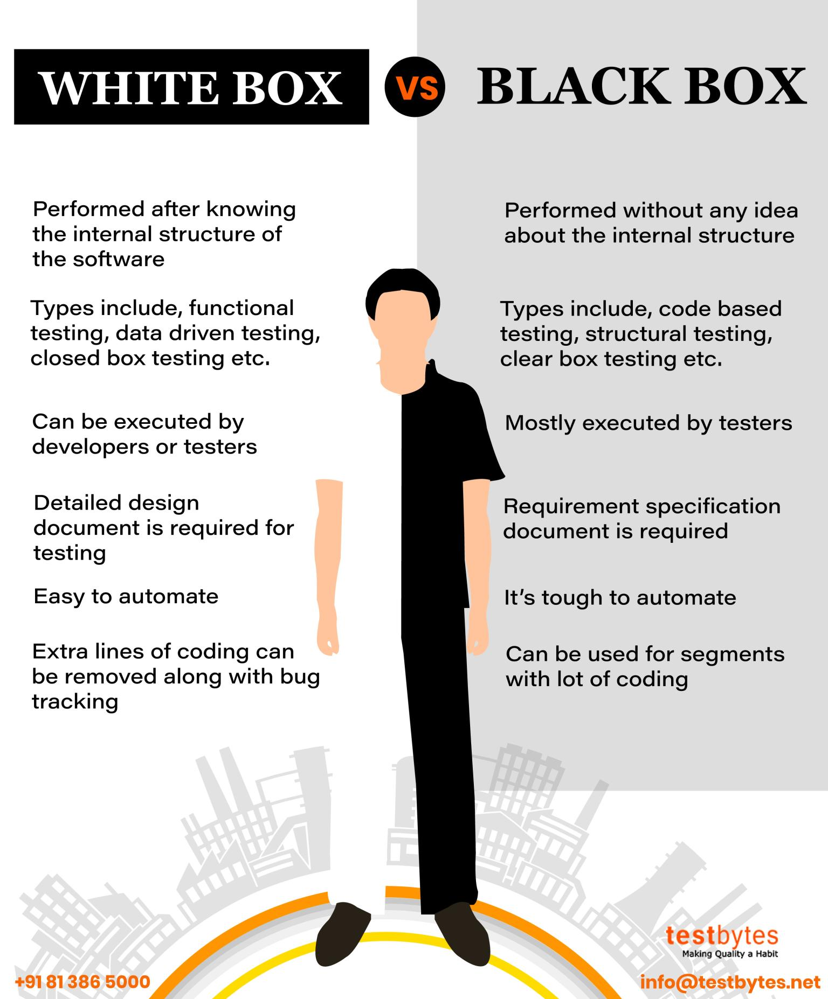 WHITE BOX
VS
BLACK BOX
Performed after knowing
the internal structure of
the software
Performed without any idea
about the internal structure
Types include, functional
testing, data driven testing,
closed box testing etc.
Types include, code based
testing, structural testing,
clear box testing etc.
Can be executed by
developers or testers
Mostly executed by testers
Detailed design
document is required for
testing
Requirement specification
document is required
Easy to automate
It’s tough to automate
Extra lines of coding can
be removed along with bug
tracking
Can be used for segments
with lot of coding
testbytes
Making Quality a Habit
+91 81 386 5000
info@testbytes.net